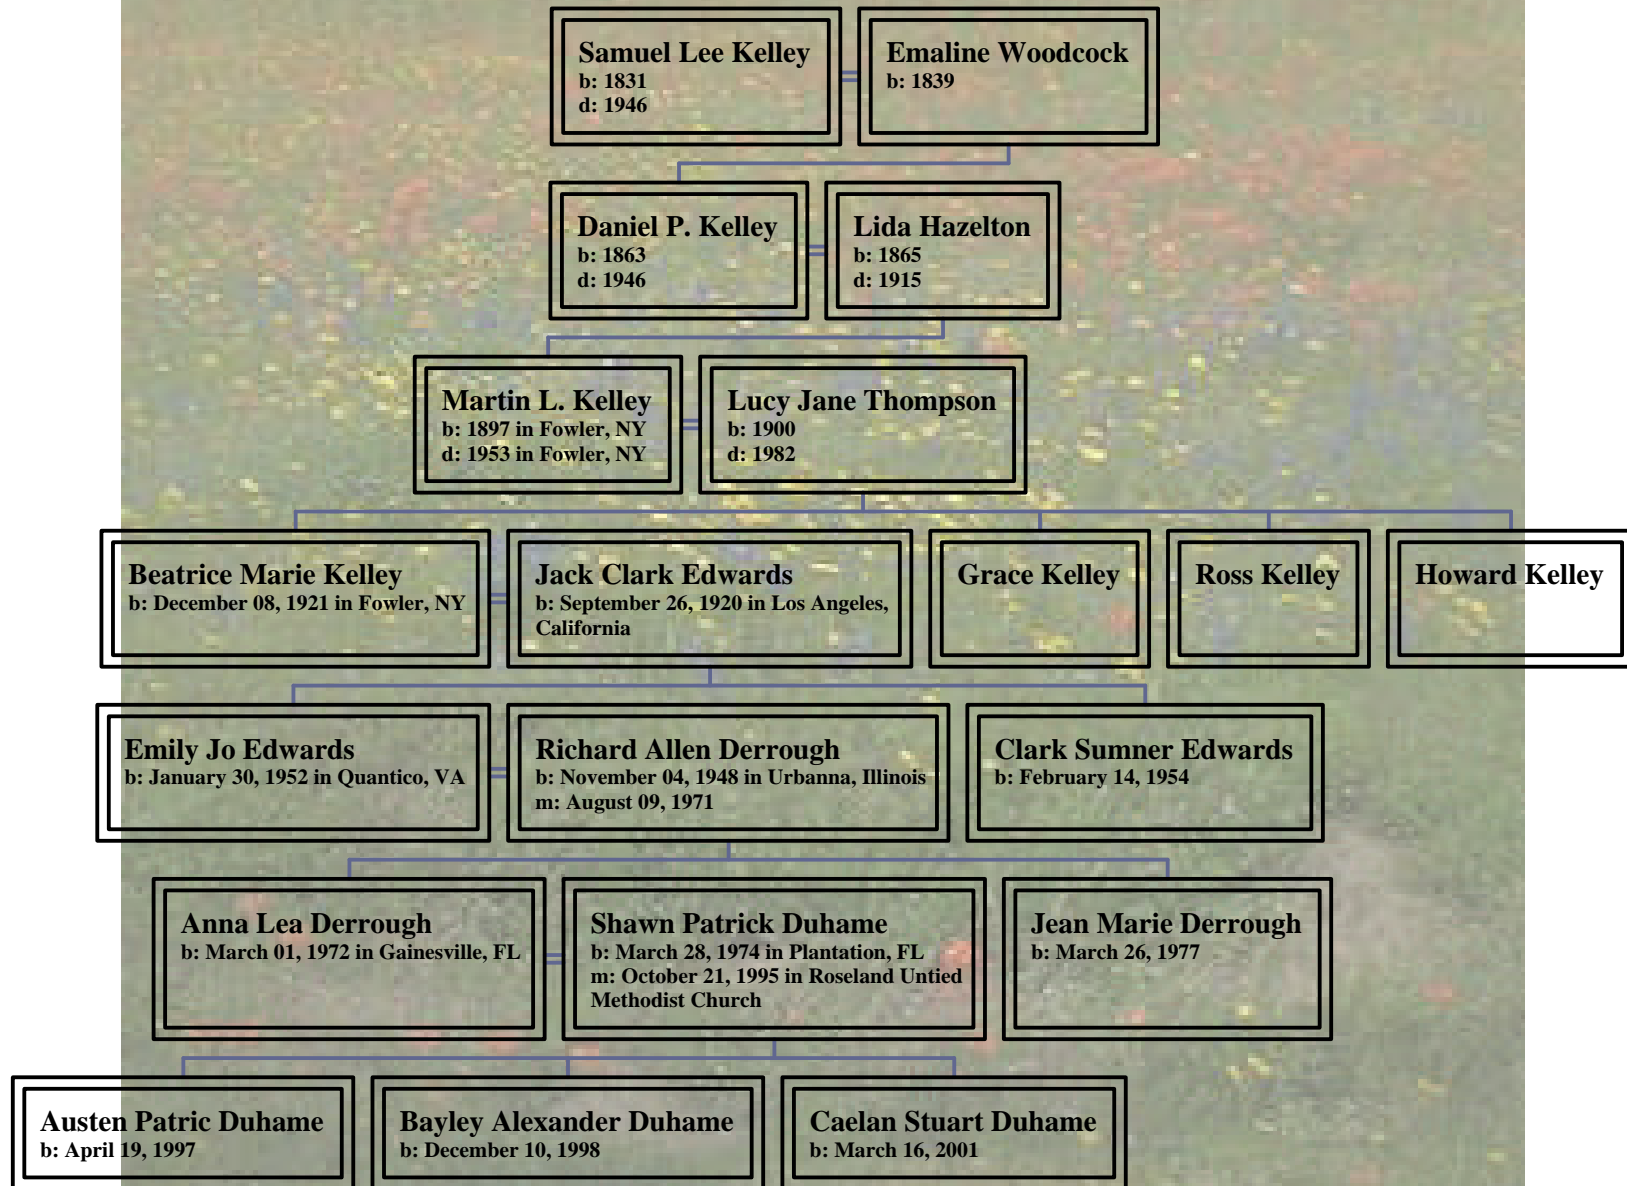 Samuel Lee Kelley
b: 1831
d: 1946
Emaline Woodcock
b: 1839
Daniel P. Kelley
b: 1863
d: 1946
Lida Hazelton
b: 1865
d: 1915
Martin L. Kelley
b: 1897 in Fowler, NY
d: 1953 in Fowler, NY
Lucy Jane Thompson
b: 1900
d: 1982
Beatrice Marie Kelley
b: December 08, 1921 in Fowler, NY
Jack Clark Edwards
b: September 26, 1920 in Los Angeles,
California
Grace Kelley
Ross Kelley
Howard Kelley
Emily Jo Edwards
b: January 30, 1952 in Quantico, VA
Richard Allen Derrough
b: November 04, 1948 in Urbanna, Illinois
m: August 09, 1971
Clark Sumner Edwards
b: February 14, 1954
Anna Lea Derrough
b: March 01, 1972 in Gainesville, FL
Shawn Patrick Duhame
b: March 28, 1974 in Plantation, FL
m: October 21, 1995 in Roseland Untied
Methodist Church
Jean Marie Derrough
b: March 26, 1977
Austen Patric Duhame
b: April 19, 1997
Bayley Alexander Duhame
b: December 10, 1998
Caelan Stuart Duhame
b: March 16, 2001